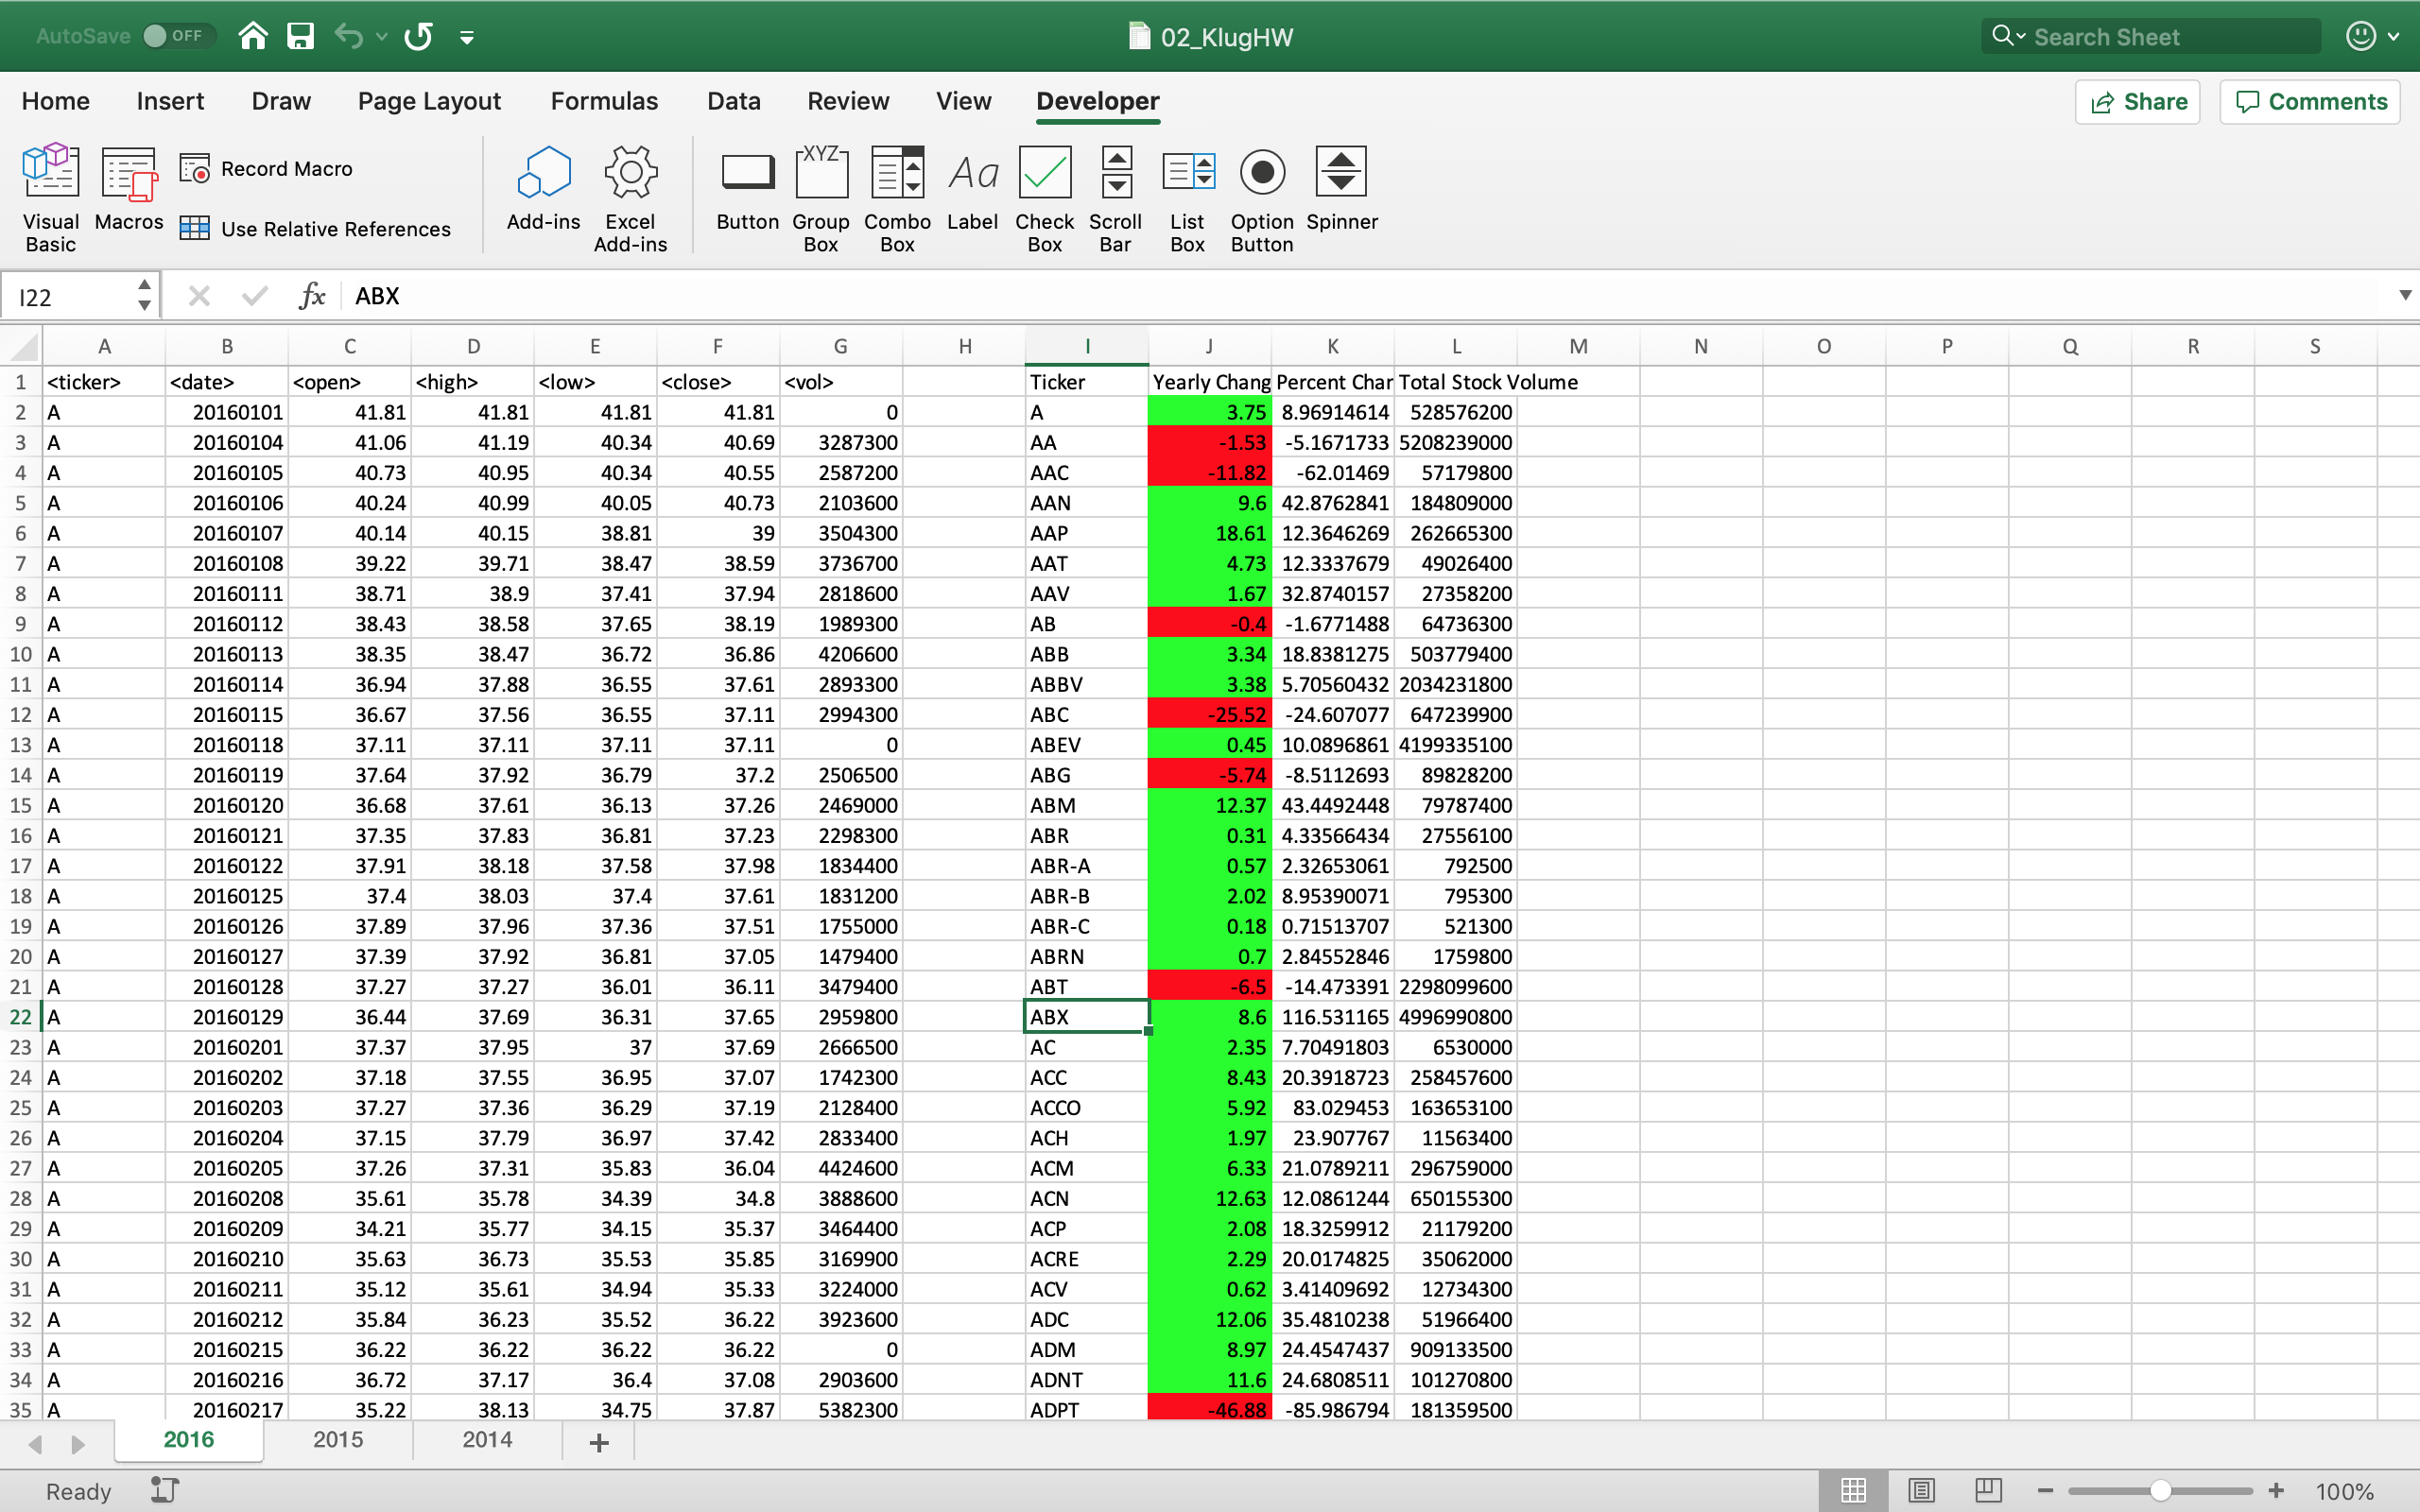 AutoSave OFF 02_KlugHW Search Sheet
Home Insert Draw Page Layout Formulas Data Review View Developer Share Comments
Visual Basic Macros Record Macro Use Relative References Add-ins Excel Add-ins Button Group Box Combo Box Label Check Box Scroll Bar List Box Option Button Spinner
XYZ Aa
I22 fx ABX
A B C D E F G H I J K L M N O P Q R S
1 <ticker> <date> <open> <high> <low> <close> <vol> Ticker Yearly Chang Percent Char Total Stock Volume
2 A 20160101 41.81 41.81 41.81 41.81 0 A 3.75 8.96914614 528576200
3 A 20160104 41.06 41.19 40.34 40.69 3287300 AA -1.53 -5.1671733 5208239000
4 A 20160105 40.73 40.95 40.34 40.55 2587200 AAC -11.82 -62.01469 57179800
5 A 20160106 40.24 40.99 40.05 40.73 2103600 AAN 9.6 42.8762841 184809000
6 A 20160107 40.14 40.15 38.81 39 3504300 AAP 18.61 12.3646269 262665300
7 A 20160108 39.22 39.71 38.47 38.59 3736700 AAT 4.73 12.3337679 49026400
8 A 20160111 38.71 38.9 37.41 37.94 2818600 AAV 1.67 32.8740157 27358200
9 A 20160112 38.43 38.58 37.65 38.19 1989300 AB -0.4 -1.6771488 64736300
10 A 20160113 38.35 38.47 36.72 36.86 4206600 ABB 3.34 18.8381275 503779400
11 A 20160114 36.94 37.88 36.55 37.61 2893300 ABBV 3.38 5.70560432 2034231800
12 A 20160115 36.67 37.56 36.55 37.11 2994300 ABC -25.52 -24.607077 647239900
13 A 20160118 37.11 37.11 37.11 37.11 0 ABEV 0.45 10.0896861 4199335100
14 A 20160119 37.64 37.92 36.79 37.2 2506500 ABG -5.74 -8.5112693 89828200
15 A 20160120 36.68 37.61 36.13 37.26 2469000 ABM 12.37 43.4492448 79787400
16 A 20160121 37.35 37.83 36.81 37.23 2298300 ABR 0.31 4.33566434 27556100
17 A 20160122 37.91 38.18 37.58 37.98 1834400 ABR-A 0.57 2.32653061 792500
18 A 20160125 37.4 38.03 37.4 37.61 1831200 ABR-B 2.02 8.95390071 795300
19 A 20160126 37.89 37.96 37.36 37.51 1755000 ABR-C 0.18 0.71513707 521300
20 A 20160127 37.39 37.92 36.81 37.05 1479400 ABRN 0.7 2.84552846 1759800
21 A 20160128 37.27 37.27 36.01 36.11 3479400 ABT -6.5 -14.473391 2298099600
22 A 20160129 36.44 37.69 36.31 37.65 2959800 ABX 8.6 116.531165 4996990800
23 A 20160201 37.37 37.95 37 37.69 2666500 AC 2.35 7.70491803 6530000
24 A 20160202 37.18 37.55 36.95 37.07 1742300 ACC 8.43 20.3918723 258457600
25 A 20160203 37.27 37.36 36.29 37.19 2128400 ACCO 5.92 83.029453 163653100
26 A 20160204 37.15 37.79 36.97 37.42 2833400 ACH 1.97 23.907767 11563400
27 A 20160205 37.26 37.31 35.83 36.04 4424600 ACM 6.33 21.0789211 296759000
28 A 20160208 35.61 35.78 34.39 34.8 3888600 ACN 12.63 12.0861244 650155300
29 A 20160209 34.21 35.77 34.15 35.37 3464400 ACP 2.08 18.3259912 21179200
30 A 20160210 35.63 36.73 35.53 35.85 3169900 ACRE 2.29 20.0174825 35062000
31 A 20160211 35.12 35.61 34.94 35.33 3224000 ACV 0.62 3.41409692 12734300
32 A 20160212 35.84 36.23 35.52 36.22 3923600 ADC 12.06 35.4810238 51966400
33 A 20160215 36.22 36.22 36.22 36.22 0 ADM 8.97 24.4547437 909133500
34 A 20160216 36.72 37.17 36.4 37.08 2903600 ADNT 11.6 24.6808511 101270800
35 A 20160217 35.22 38.13 34.75 37.87 5382300 ADPT -46.88 -85.986794 181359500
2016 2015 2014 +
Ready 100%